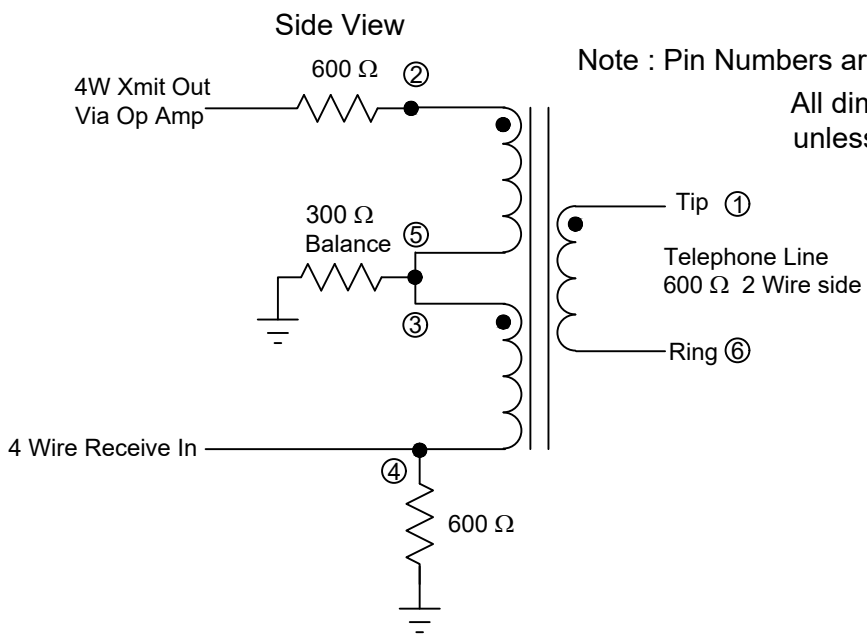 Side View
Note : Pin Numbers ar
600 Ω
②
4W Xmit Out
Via Op Amp
All dim
unless
Tip ①
300 Ω
Balance
⑤
Telephone Line
600 Ω 2 Wire side
③
Ring ⑥
4 Wire Receive In
④
600 Ω